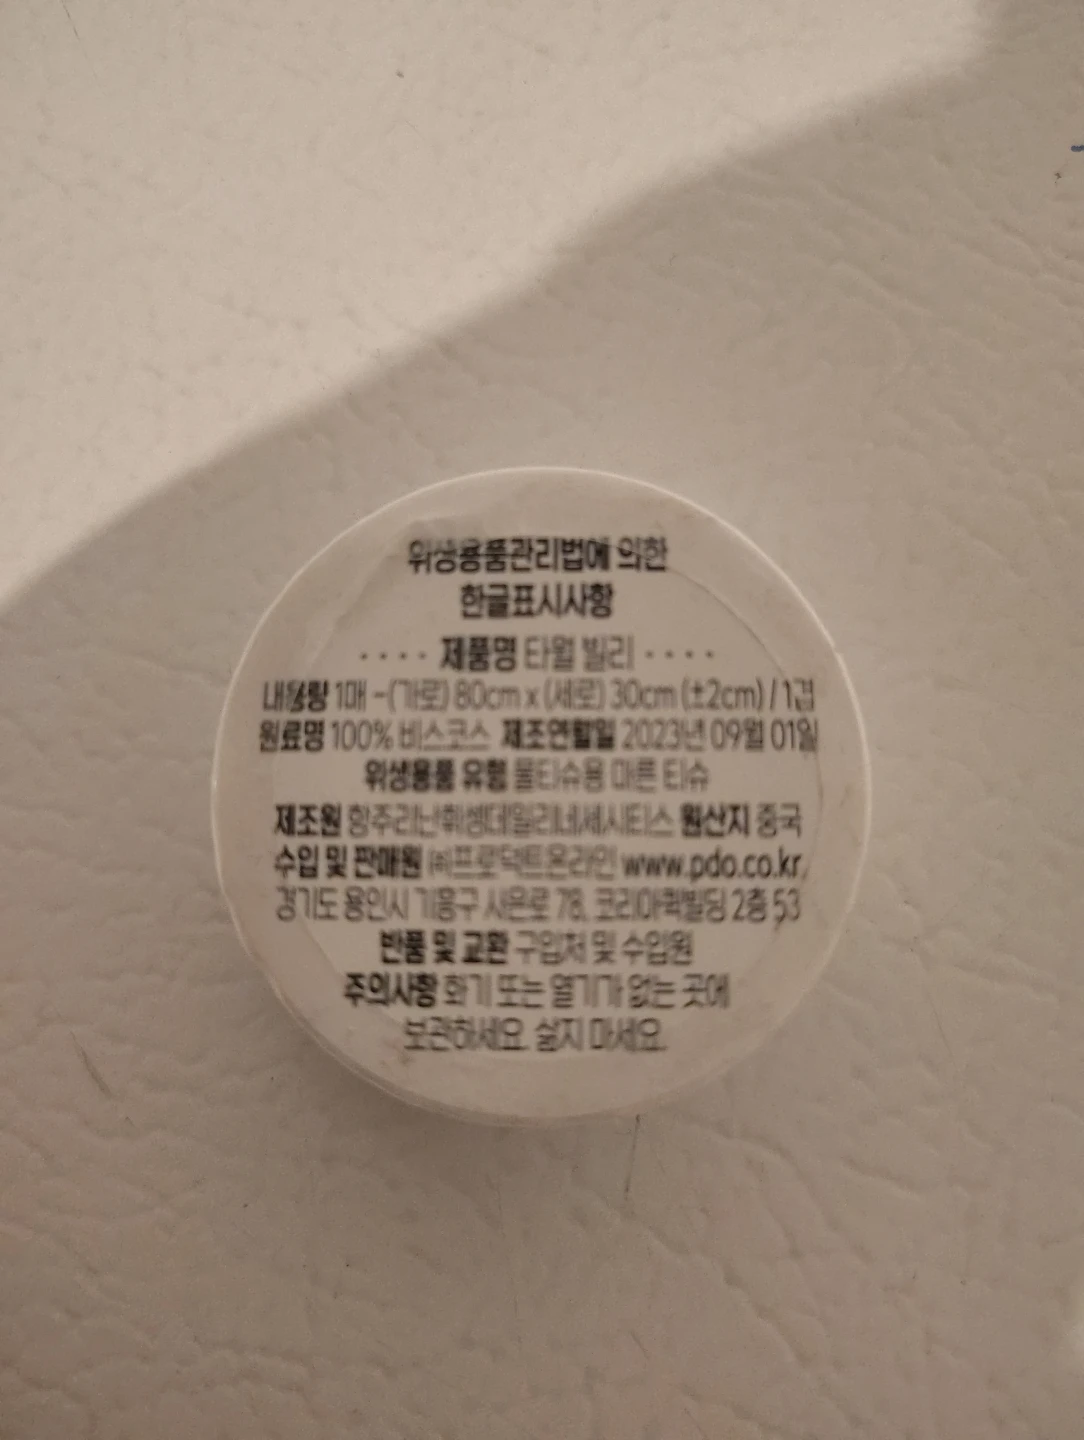 위생용품관리법에 의한
한글표시사항
···· 제품명 타월 빌리 ····
내용량 1매 -(가로) 80cm x (세로) 30cm (±2cm) / 1겹
원료명 100% 비스코스 제조연월일 2023년 09월 01일
위생용품 유형 물티슈용 마른 티슈
제조원 항주리난휘쎙데일리네세시티스 원산지 중국
수입 및 판매원 ㈜프로덕트온라인 www.pdo.co.kr,
경기도 용인시 기흥구 사은로 78, 코리아퀵빌딩 2층 53
반품 및 교환 구입처 및 수입원
주의사항 화기 또는 열기가 없는 곳에
보관하세요. 삶지 마세요.